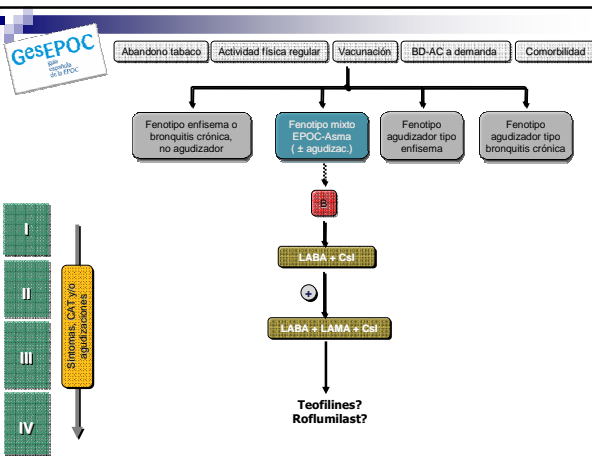 GesEPOC
guía
española
de la EPOC
Abandono tabaco
Actividad física regular
Vacunación
BD-AC a demanda
Comorbilidad
Fenotipo enfisema o
bronquitis crónica,
no agudizador
Fenotipo mixto
EPOC-Asma
( ± agudizac.)
Fenotipo
agudizador tipo
enfisema
Fenotipo
agudizador tipo
bronquitis crónica
B
I
II
III
IV
Síntomas, CAT y/o
agudizaciones
LABA + CsI
+
LABA + LAMA + CsI
Teofilines?
Roflumilast?